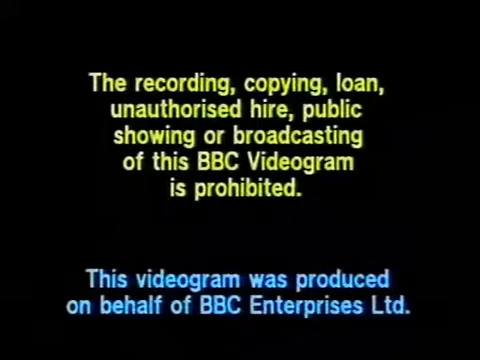 The recording, copying, loan,
unauthorised hire, public
showing or broadcasting
of this BBC Videogram
is prohibited.
This videogram was produced
on behalf of BBC Enterprises Ltd.